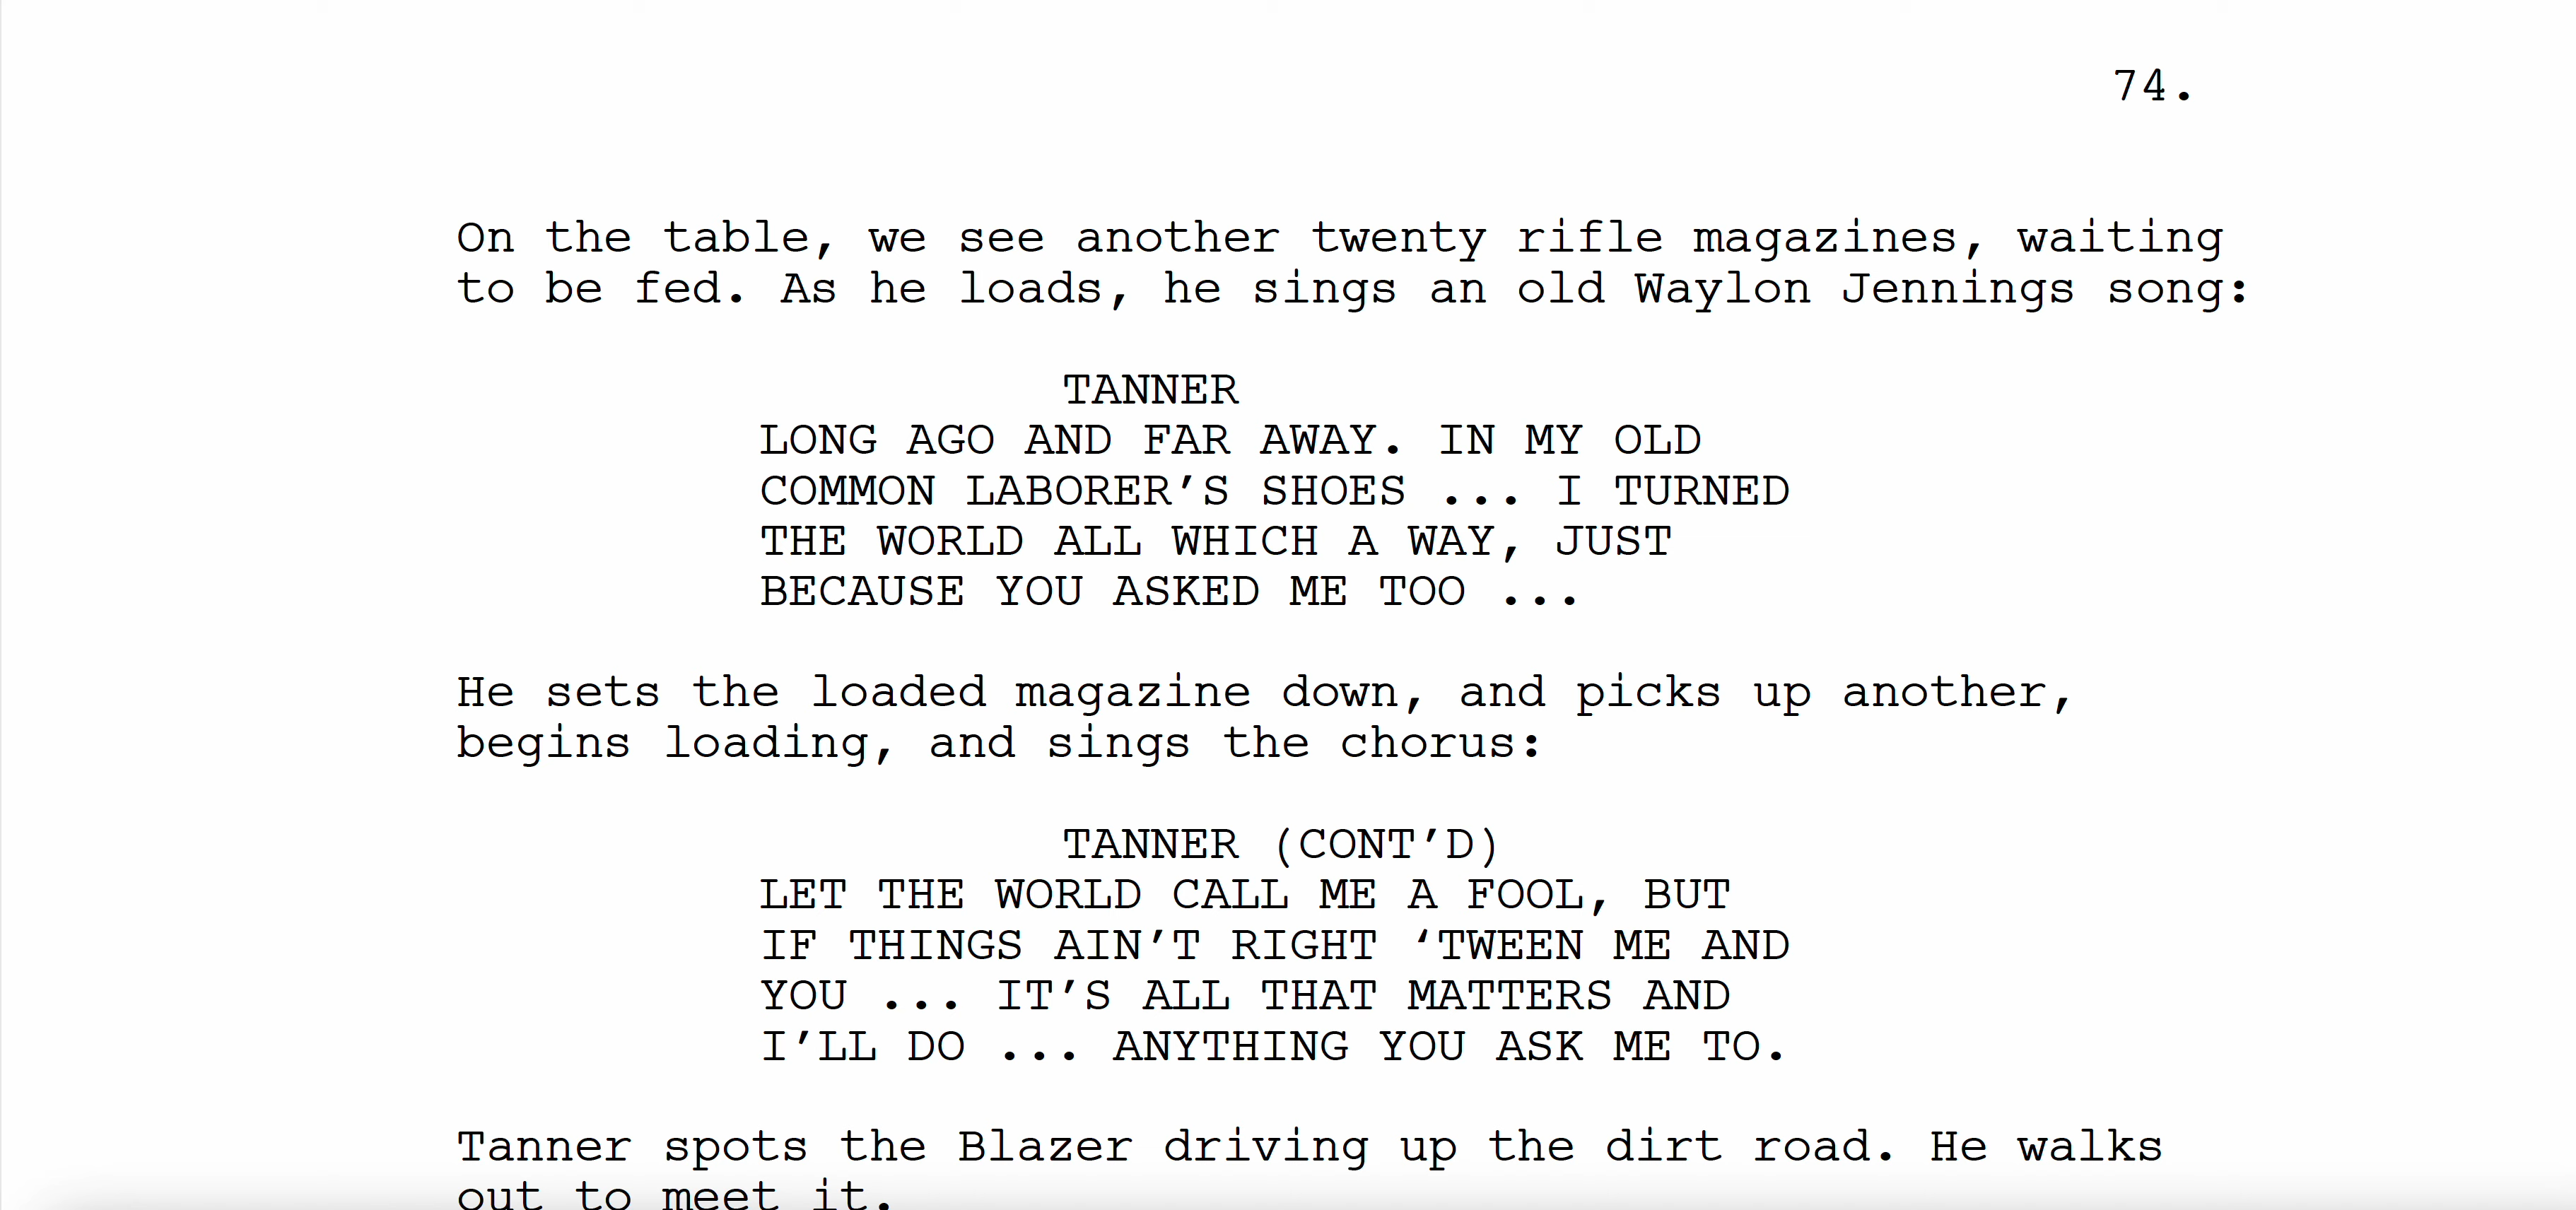 74.
On the table, we see another twenty rifle magazines, waiting
to be fed. As he loads, he sings an old Waylon Jennings song:
TANNER
LONG AGO AND FAR AWAY. IN MY OLD
COMMON LABORER’S SHOES ... I TURNED
THE WORLD ALL WHICH A WAY, JUST
BECAUSE YOU ASKED ME TOO ...
He sets the loaded magazine down, and picks up another,
begins loading, and sings the chorus:
TANNER (CONT’D)
LET THE WORLD CALL ME A FOOL, BUT
IF THINGS AIN’T RIGHT ‘TWEEN ME AND
YOU ... IT’S ALL THAT MATTERS AND
I’LL DO ... ANYTHING YOU ASK ME TO.
Tanner spots the Blazer driving up the dirt road. He walks
out to meet it.